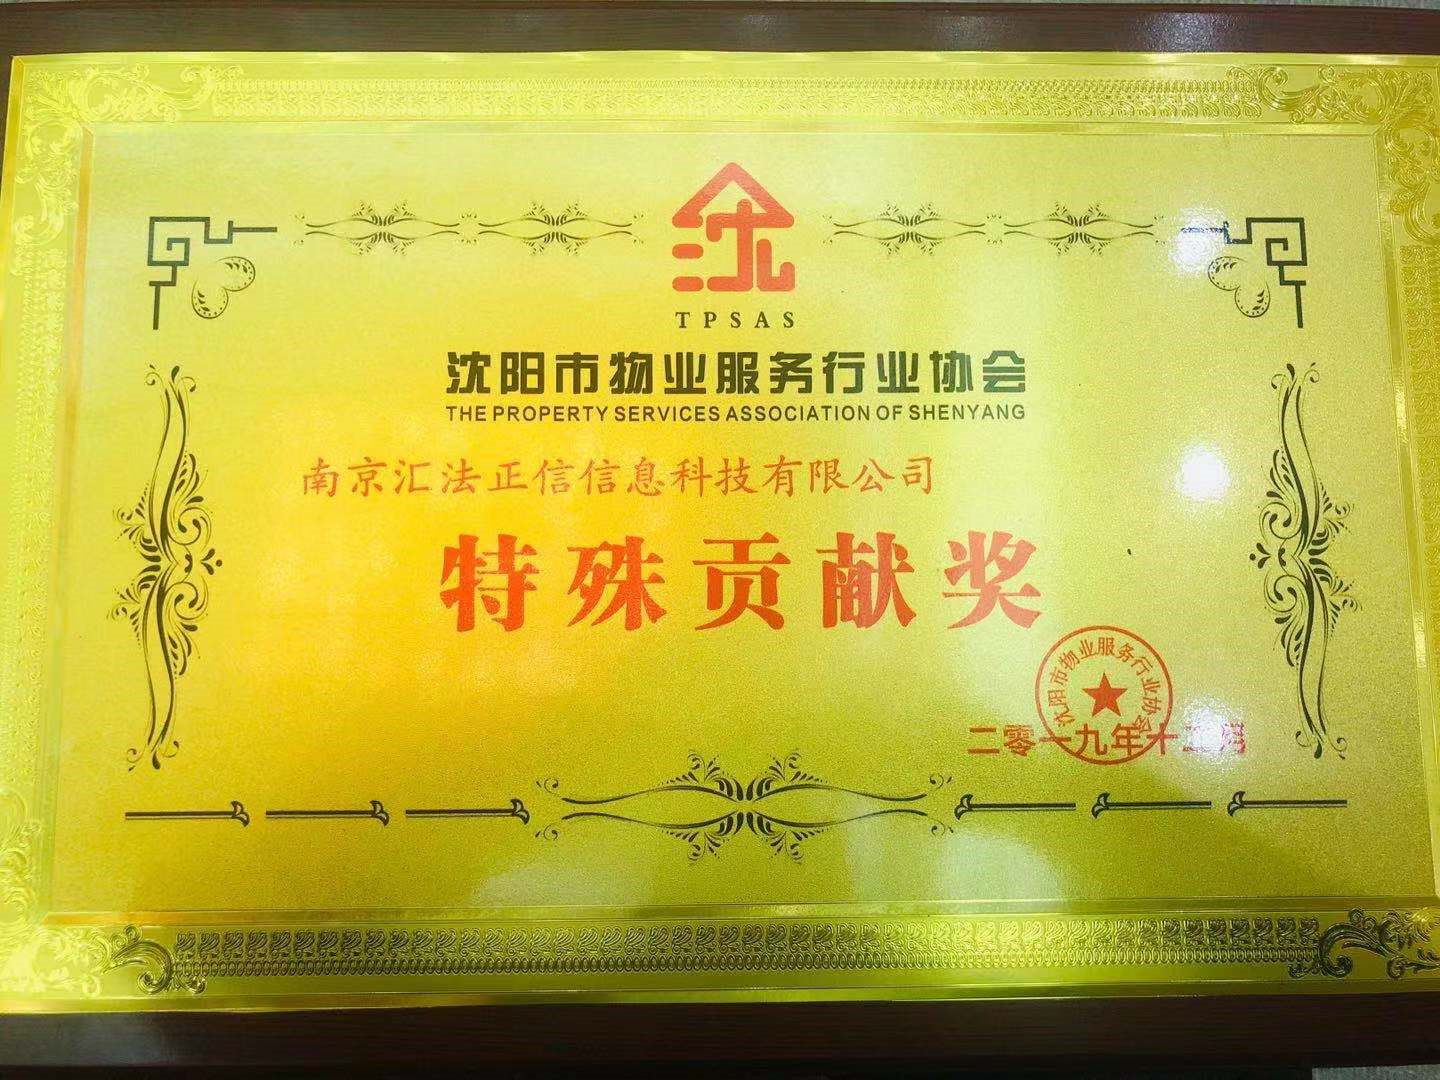 TPSAS
沈阳市物业服务行业协会
THE PROPERTY SERVICES ASSOCIATION OF SHENYANG
南京汇法正信信息科技有限公司
特殊贡献奖
沈阳市物业服务行业协会
二零一九年十二月